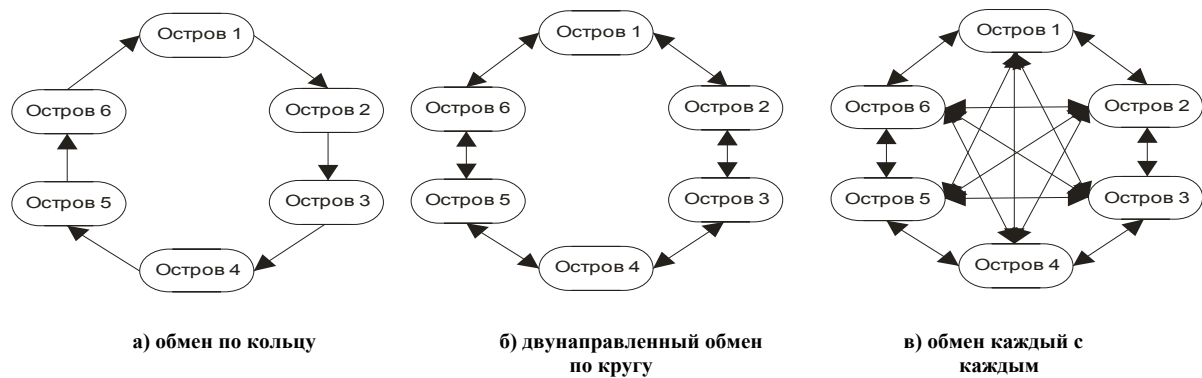 Остров 1
Остров 2
Остров 3
Остров 4
Остров 5
Остров 6
а) обмен по кольцу
Остров 1
Остров 2
Остров 3
Остров 4
Остров 5
Остров 6
б) двунаправленный обмен
по кругу
Остров 1
Остров 2
Остров 3
Остров 4
Остров 5
Остров 6
в) обмен каждый с
каждым